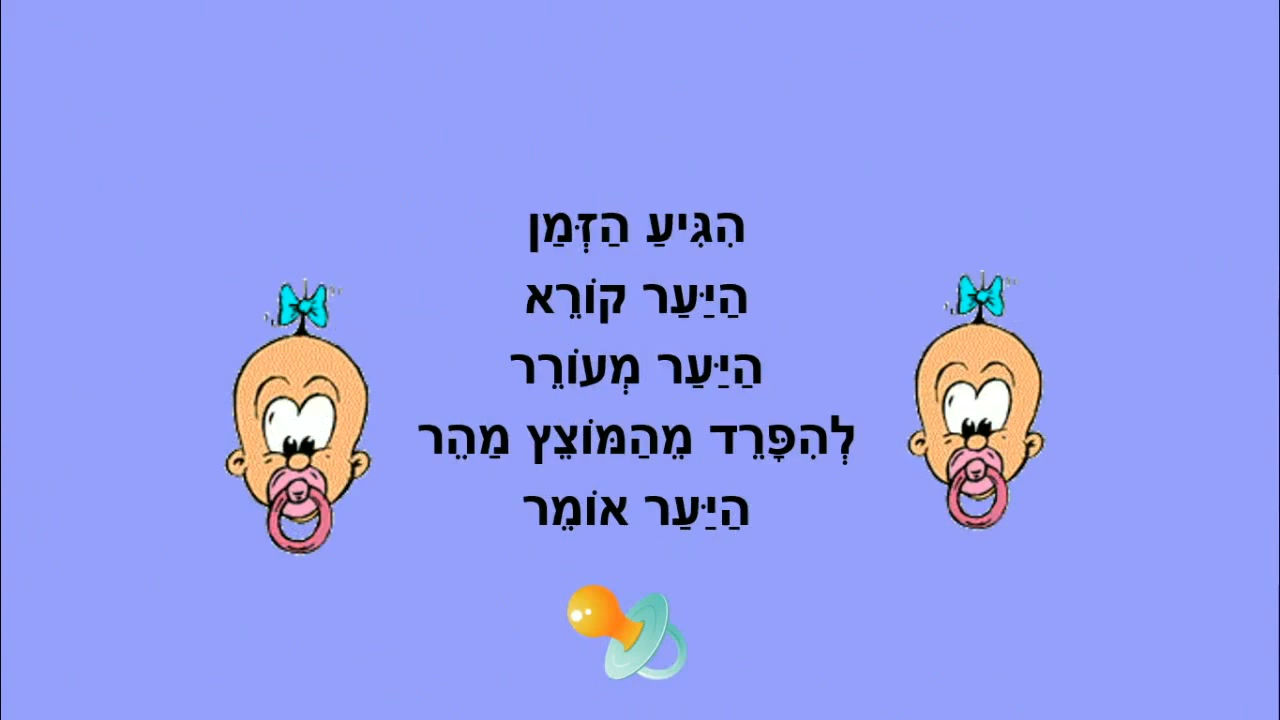 הִגִּיעַ הַזְּמַן
הַיַּעַר קוֹרֵא
הַיַּעַר מְעוֹרֵר
לְהִפָּרֵד מֵהַמּוֹצֵץ מַהֵר
הַיַּעַר אוֹמֵר